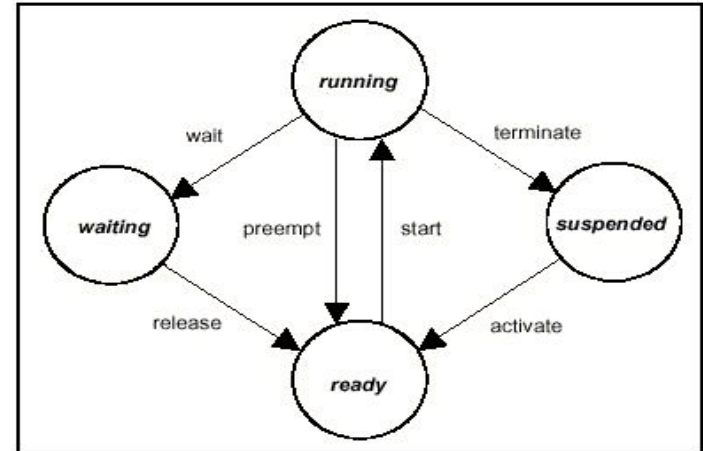 running
wait
terminate
waiting
preempt
start
suspended
release
activate
ready